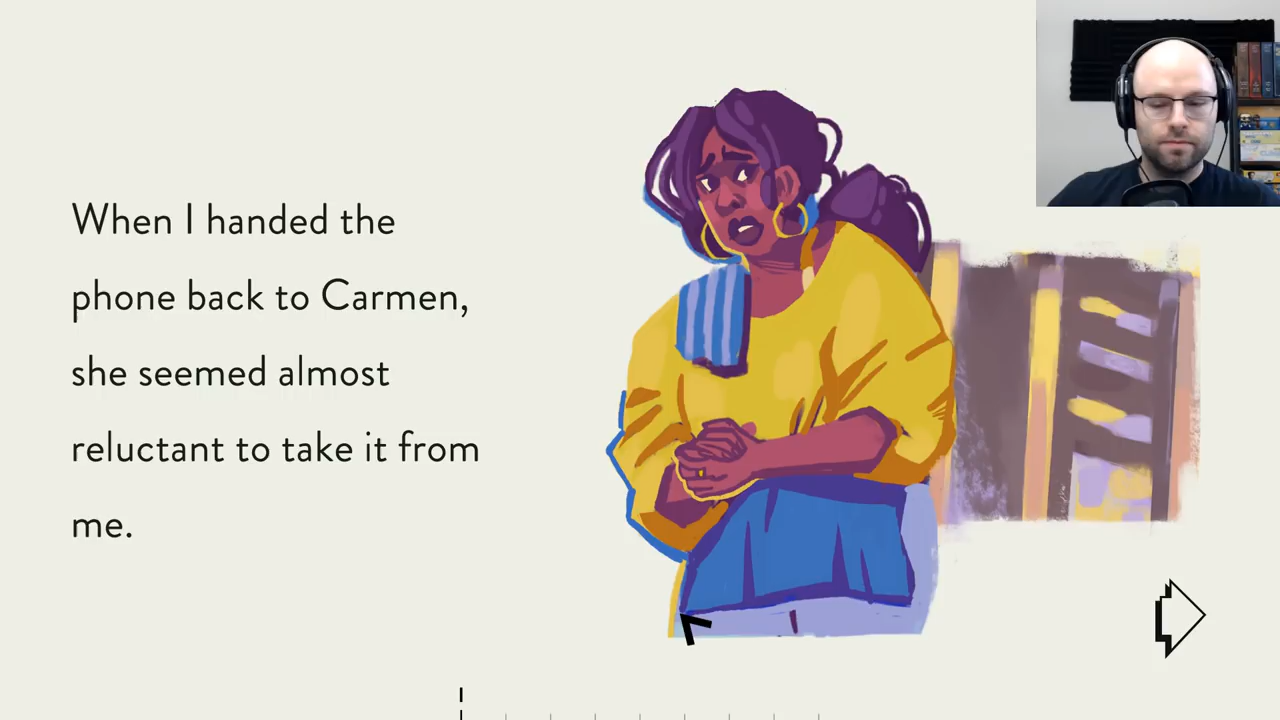 When I handed the
phone back to Carmen,
she seemed almost
reluctant to take it from
me.